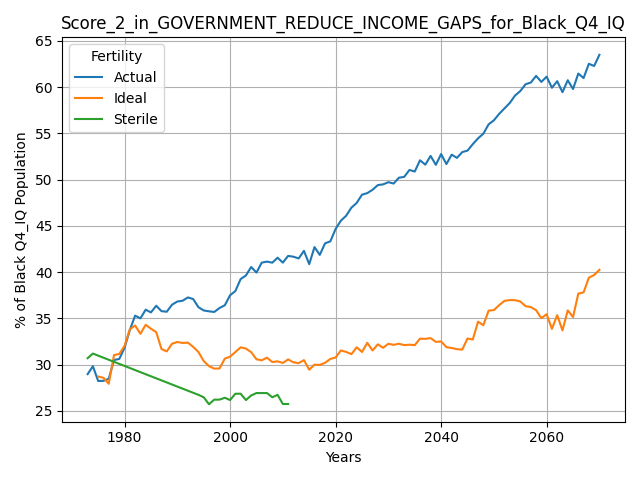 Score_2_in_GOVERNMENT_REDUCE_INCOME_GAPS_for_Black_Q4_IQ
65
60
55
50
45
40
35
30
25
% of Black Q4_IQ Population
Fertility
Actual
Ideal
Sterile
1980
2000
2020
2040
2060
Years